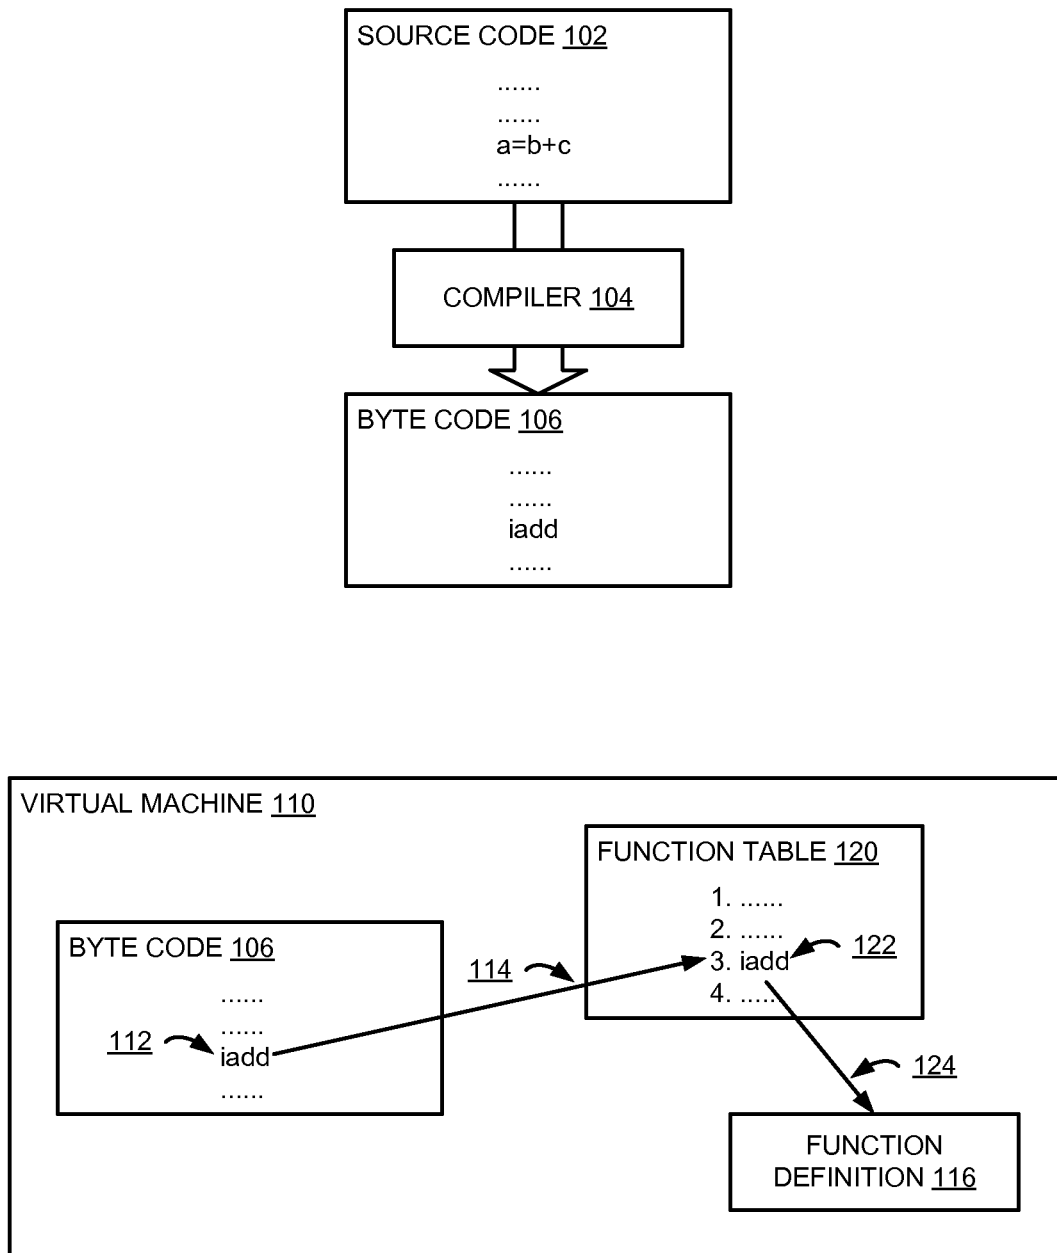 SOURCE CODE 102
......
......
a=b+c
......
COMPILER 104
BYTE CODE 106
......
......
iadd
......
VIRTUAL MACHINE 110
FUNCTION TABLE 120
1. ......
2. ......
3. iadd
4. ......
122
BYTE CODE 106
......
......
iadd
......
112
114
124
FUNCTION
DEFINITION 116